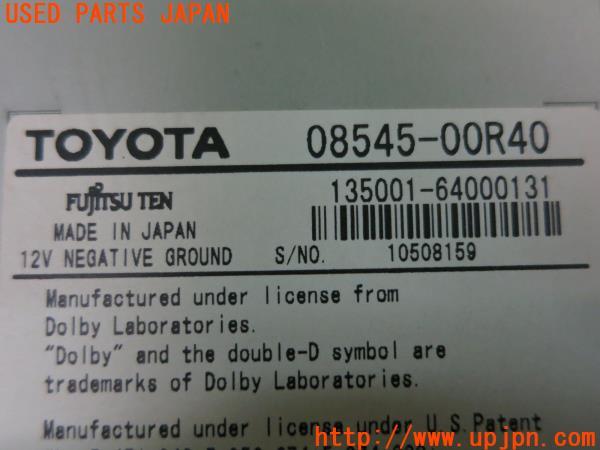 USED PARTS JAPAN
TOYOTA 08545-00R40
FUJITSU TEN 135001-64000131
MADE IN JAPAN
12V NEGATIVE GROUND S/NO. 10508159
Manufactured under license from
Dolby Laboratories.
"Dolby" and the double-D symbol are
trademarks of Dolby Laboratories.
Manufactured under license under U.S.Patent
http://www.upjpn.com